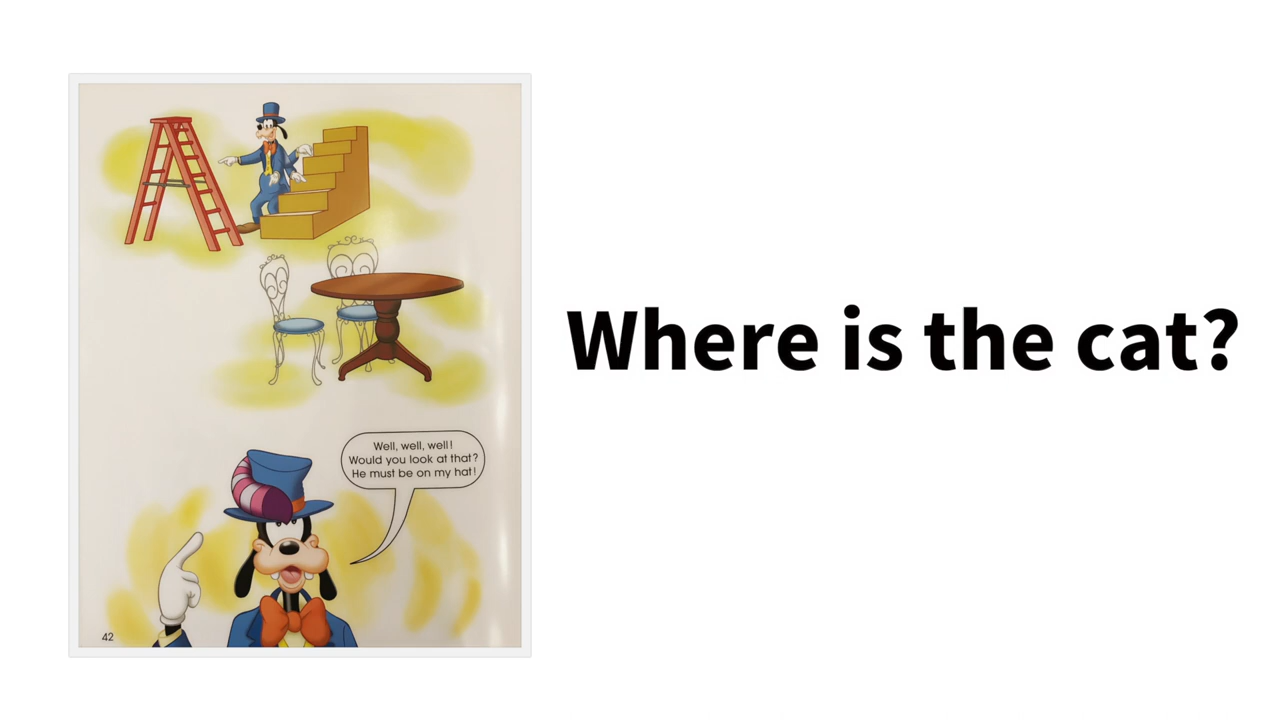 Well, well, well!
Would you look at that?
He must be on my hat!
42
Where is the cat?